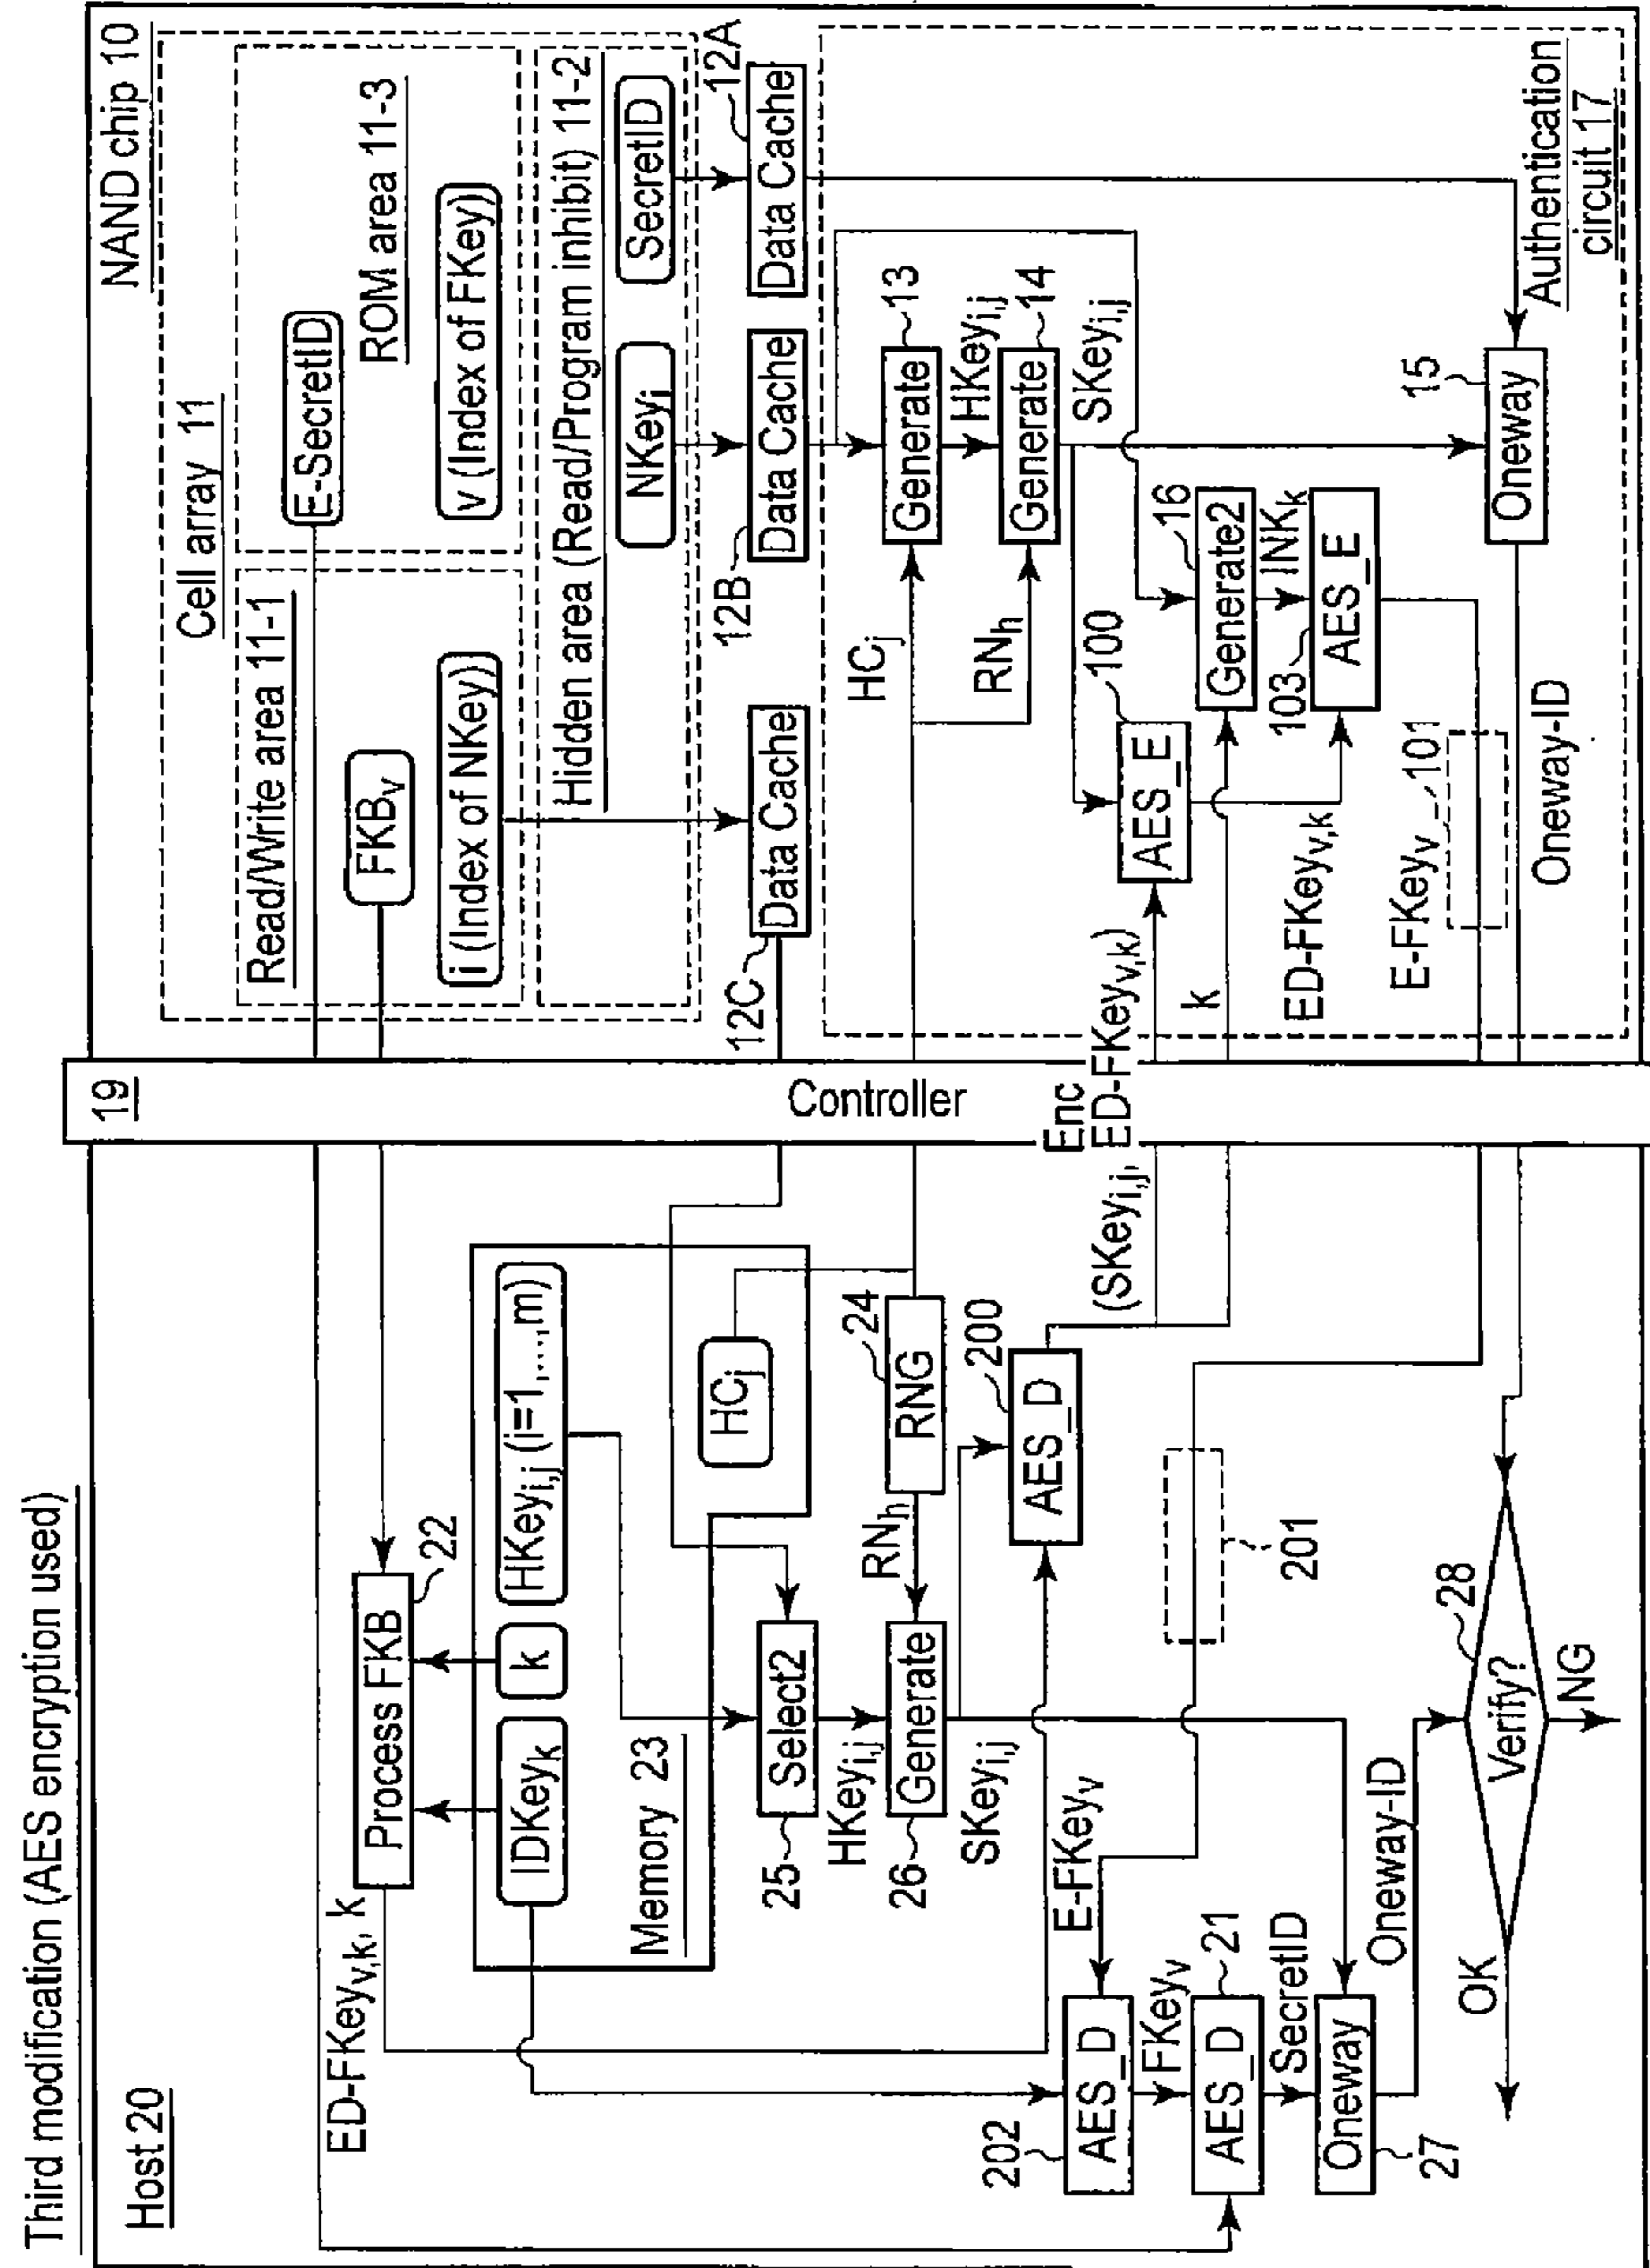 Third modification (AES encryption used)
Host 20
ED-FKeyv,k, k
Process FKB
22
IDKeyk
k
HKeyi,j (i=1,...,m)
Memory 23
HCj
25
Select2
HKeyi,j
RNh
RNG
24
26
Generate
SKeyi,j
AES_D
200
(SKeyi,j,
E-FKeyv
201
202
AES_D
FKeyv
AES_D
21
SecretID
Oneway
27
Oneway-ID
Verify?
28
OK
NG
19
Controller
Enc
ED-FKeyv,k)
NAND chip 10
Cell array 11
Read/Write area 11-1
FKBv
i (Index of NKey)
E-SecretID
ROM area 11-3
v (Index of FKey)
Hidden area (Read/Program inhibit) 11-2
NKeyi
SecretID
12C
Data Cache
12B
Data Cache
12A
Data Cache
HCj
Generate
13
HKeyi,j
RNh
Generate
14
SKeyi,j
AES_E
100
k
Generate2
16
INKk
ED-FKeyv,k
103
AES_E
E-FKeyv
101
Oneway
15
Oneway-ID
Authentication
circuit 17